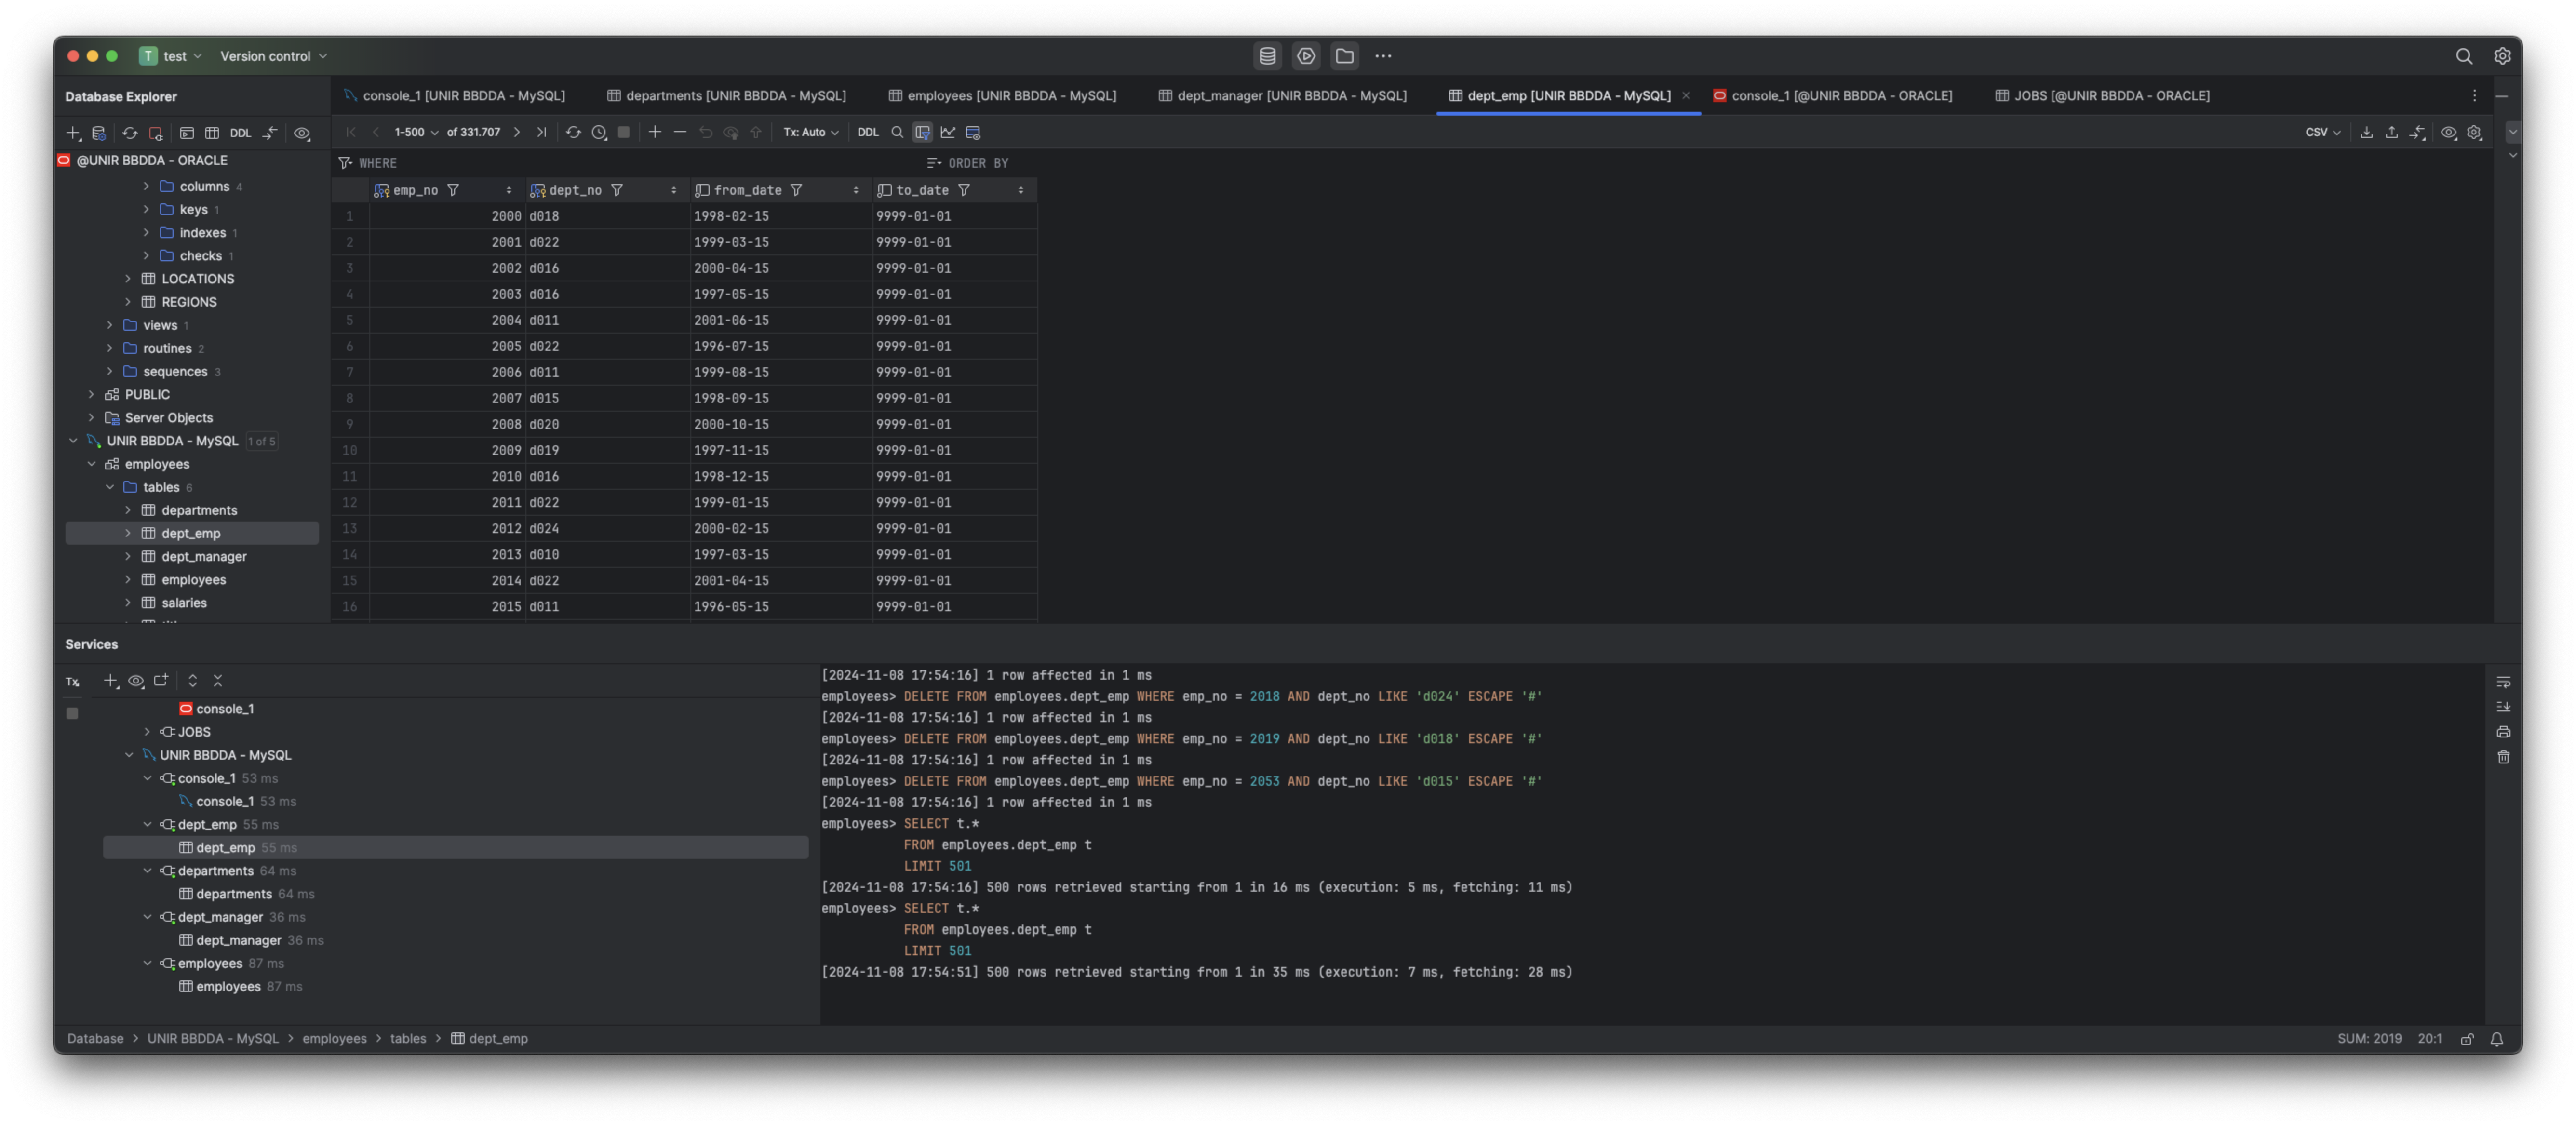 T test Version control
Database Explorer
console_1 [UNIR BBDDA - MySQL] departments [UNIR BBDDA - MySQL] employees [UNIR BBDDA - MySQL] dept_manager [UNIR BBDDA - MySQL] dept_emp [UNIR BBDDA - MySQL] console_1 [@UNIR BBDDA - ORACLE] JOBS [@UNIR BBDDA - ORACLE]
DDL
1-500 of 331.707 Tx: Auto DDL CSV
@UNIR BBDDA - ORACLE
columns 4
keys 1
indexes 1
checks 1
LOCATIONS
REGIONS
views 1
routines 2
sequences 3
PUBLIC
Server Objects
UNIR BBDDA - MySQL 1 of 5
employees
tables 6
departments
dept_emp
dept_manager
employees
salaries
WHERE ORDER BY
emp_no dept_no from_date to_date
1 2000 d018 1998-02-15 9999-01-01
2 2001 d022 1999-03-15 9999-01-01
3 2002 d016 2000-04-15 9999-01-01
4 2003 d016 1997-05-15 9999-01-01
5 2004 d011 2001-06-15 9999-01-01
6 2005 d022 1996-07-15 9999-01-01
7 2006 d011 1999-08-15 9999-01-01
8 2007 d015 1998-09-15 9999-01-01
9 2008 d020 2000-10-15 9999-01-01
10 2009 d019 1997-11-15 9999-01-01
11 2010 d016 1998-12-15 9999-01-01
12 2011 d022 1999-01-15 9999-01-01
13 2012 d024 2000-02-15 9999-01-01
14 2013 d010 1997-03-15 9999-01-01
15 2014 d022 2001-04-15 9999-01-01
16 2015 d011 1996-05-15 9999-01-01
Services
Tx
console_1
JOBS
UNIR BBDDA - MySQL
console_1 53 ms
console_1 53 ms
dept_emp 55 ms
dept_emp 55 ms
departments 64 ms
departments 64 ms
dept_manager 36 ms
dept_manager 36 ms
employees 87 ms
employees 87 ms
[2024-11-08 17:54:16] 1 row affected in 1 ms
employees> DELETE FROM employees.dept_emp WHERE emp_no = 2018 AND dept_no LIKE 'd024' ESCAPE '#'
[2024-11-08 17:54:16] 1 row affected in 1 ms
employees> DELETE FROM employees.dept_emp WHERE emp_no = 2019 AND dept_no LIKE 'd018' ESCAPE '#'
[2024-11-08 17:54:16] 1 row affected in 1 ms
employees> DELETE FROM employees.dept_emp WHERE emp_no = 2053 AND dept_no LIKE 'd015' ESCAPE '#'
[2024-11-08 17:54:16] 1 row affected in 1 ms
employees> SELECT t.*
FROM employees.dept_emp t
LIMIT 501
[2024-11-08 17:54:16] 500 rows retrieved starting from 1 in 16 ms (execution: 5 ms, fetching: 11 ms)
employees> SELECT t.*
FROM employees.dept_emp t
LIMIT 501
[2024-11-08 17:54:51] 500 rows retrieved starting from 1 in 35 ms (execution: 7 ms, fetching: 28 ms)
Database > UNIR BBDDA - MySQL > employees > tables > dept_emp
SUM: 2019 20:1